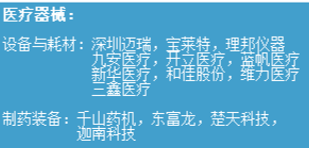 医疗器械：
设备与耗材：深圳迈瑞，宝莱特，理邦仪器
九安医疗，开立医疗，蓝帆医疗
新华医疗，和佳股份，维力医疗
三鑫医疗
制药装备：千山药机，东富龙，楚天科技，
迦南科技